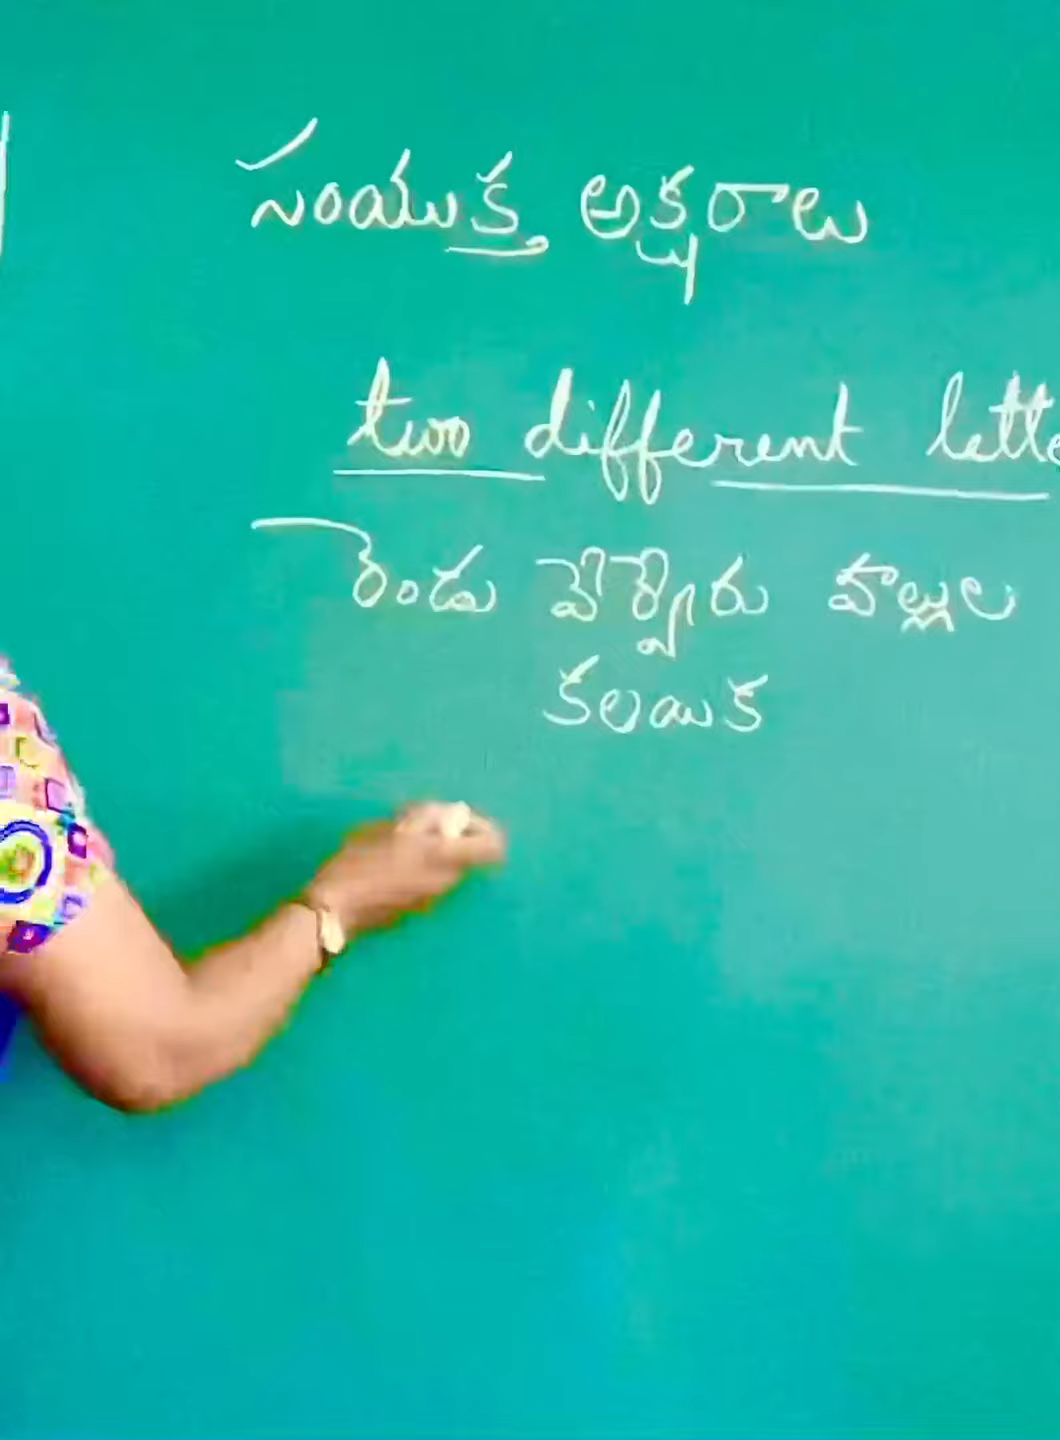 సంయుక్త అక్షరాలు
two different lette
రెండు వేర్వేరు హల్లుల
కలయిక